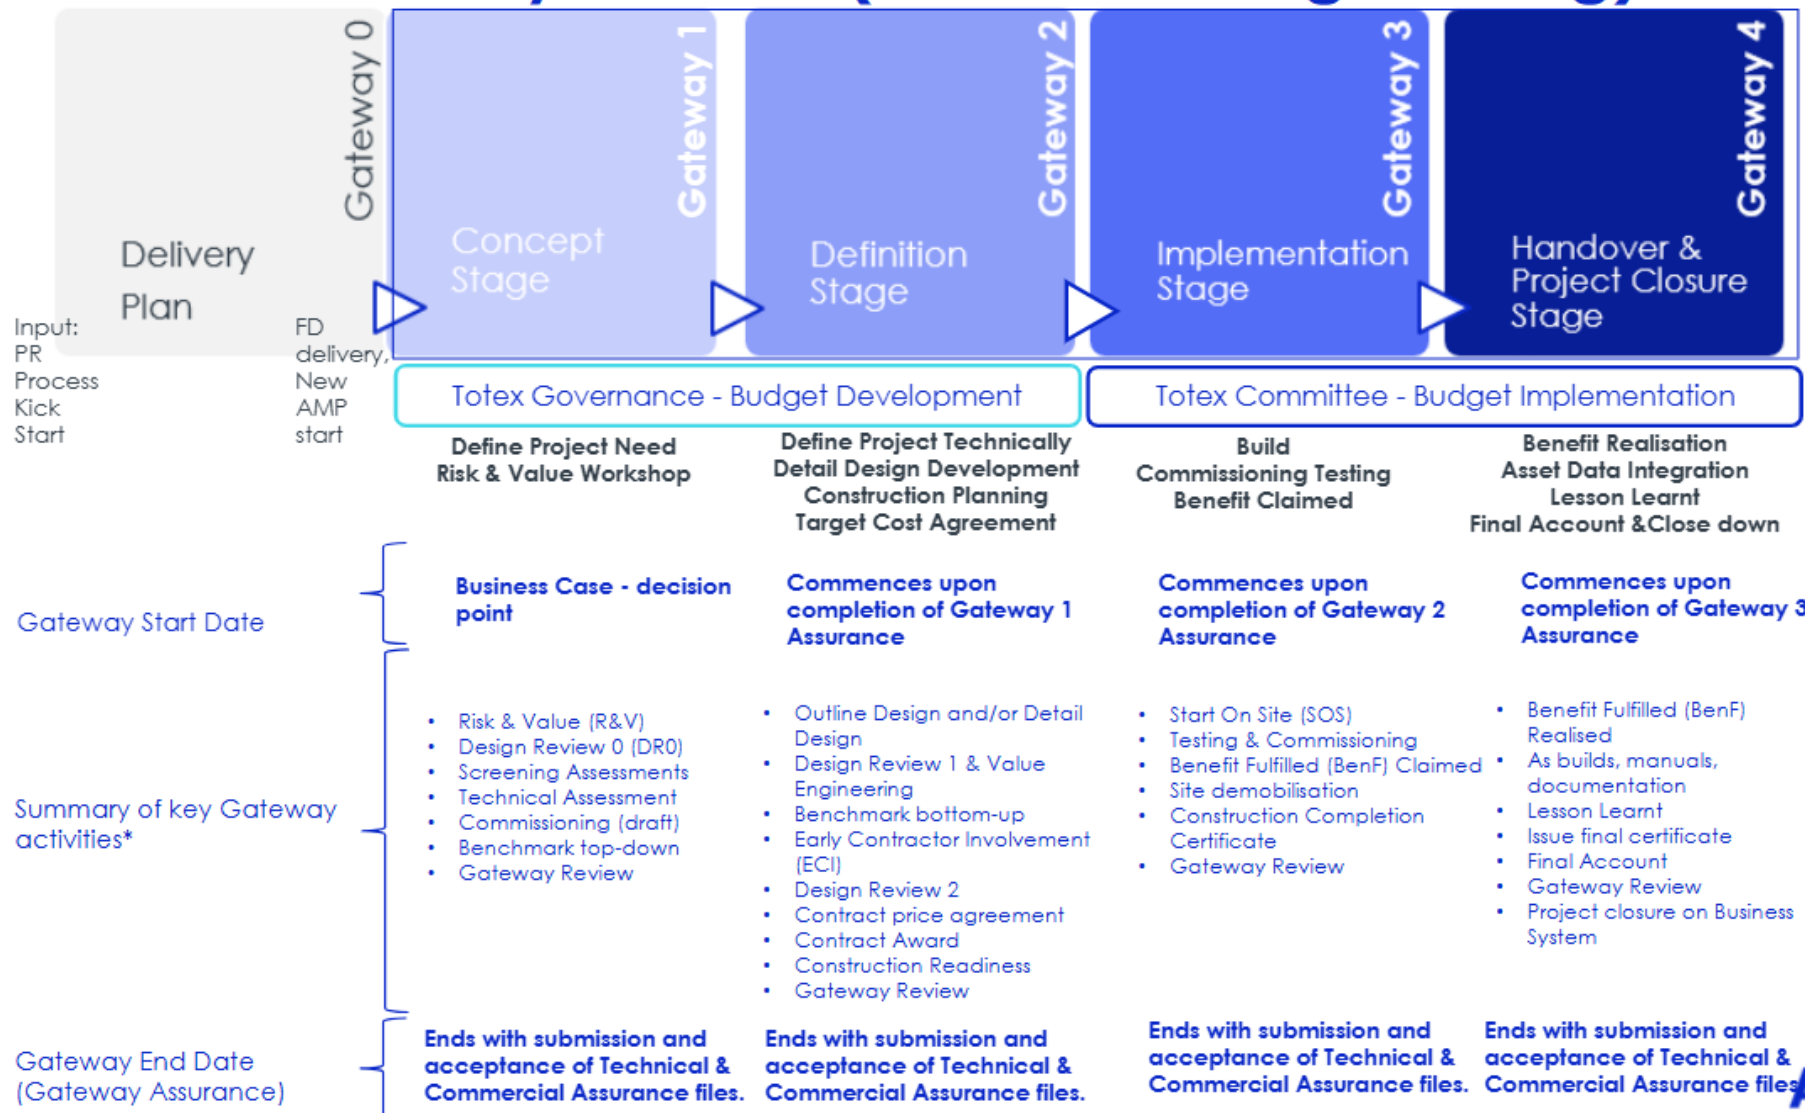 Gateway 0
Gateway 1
Gateway 2
Gateway 3
Gateway 4
Delivery
Plan
Concept
Stage
Definition
Stage
Implementation
Stage
Handover &
Project Closure
Stage
Input:
PR
Process
Kick
Start
FD
delivery,
New
AMP
start
Totex Governance - Budget Development
Totex Committee - Budget Implementation
Define Project Need
Risk & Value Workshop
Define Project Technically
Detail Design Development
Construction Planning
Target Cost Agreement
Build
Commissioning Testing
Benefit Claimed
Benefit Realisation
Asset Data Integration
Lesson Learnt
Final Account &Close down
Gateway Start Date
Business Case - decision
point
Commences upon
completion of Gateway 1
Assurance
Commences upon
completion of Gateway 2
Assurance
Commences upon
completion of Gateway 3
Assurance
Summary of key Gateway
activities*
• Risk & Value (R&V)
• Design Review 0 (DR0)
• Screening Assessments
• Technical Assessment
• Commissioning (draft)
• Benchmark top-down
• Gateway Review
• Outline Design and/or Detail
Design
• Design Review 1 & Value
Engineering
• Benchmark bottom-up
• Early Contractor Involvement
(ECI)
• Design Review 2
• Contract price agreement
• Contract Award
• Construction Readiness
• Gateway Review
• Start On Site (SOS)
• Testing & Commissioning
• Benefit Fulfilled (BenF) Claimed
• Site demobilisation
• Construction Completion
Certificate
• Gateway Review
• Benefit Fulfilled (BenF)
Realised
• As builds, manuals,
documentation
• Lesson Learnt
• Issue final certificate
• Final Account
• Gateway Review
• Project closure on Business
System
Gateway End Date
(Gateway Assurance)
Ends with submission and
acceptance of Technical &
Commercial Assurance files.
Ends with submission and
acceptance of Technical &
Commercial Assurance files.
Ends with submission and
acceptance of Technical &
Commercial Assurance files.
Ends with submission and
acceptance of Technical &
Commercial Assurance files